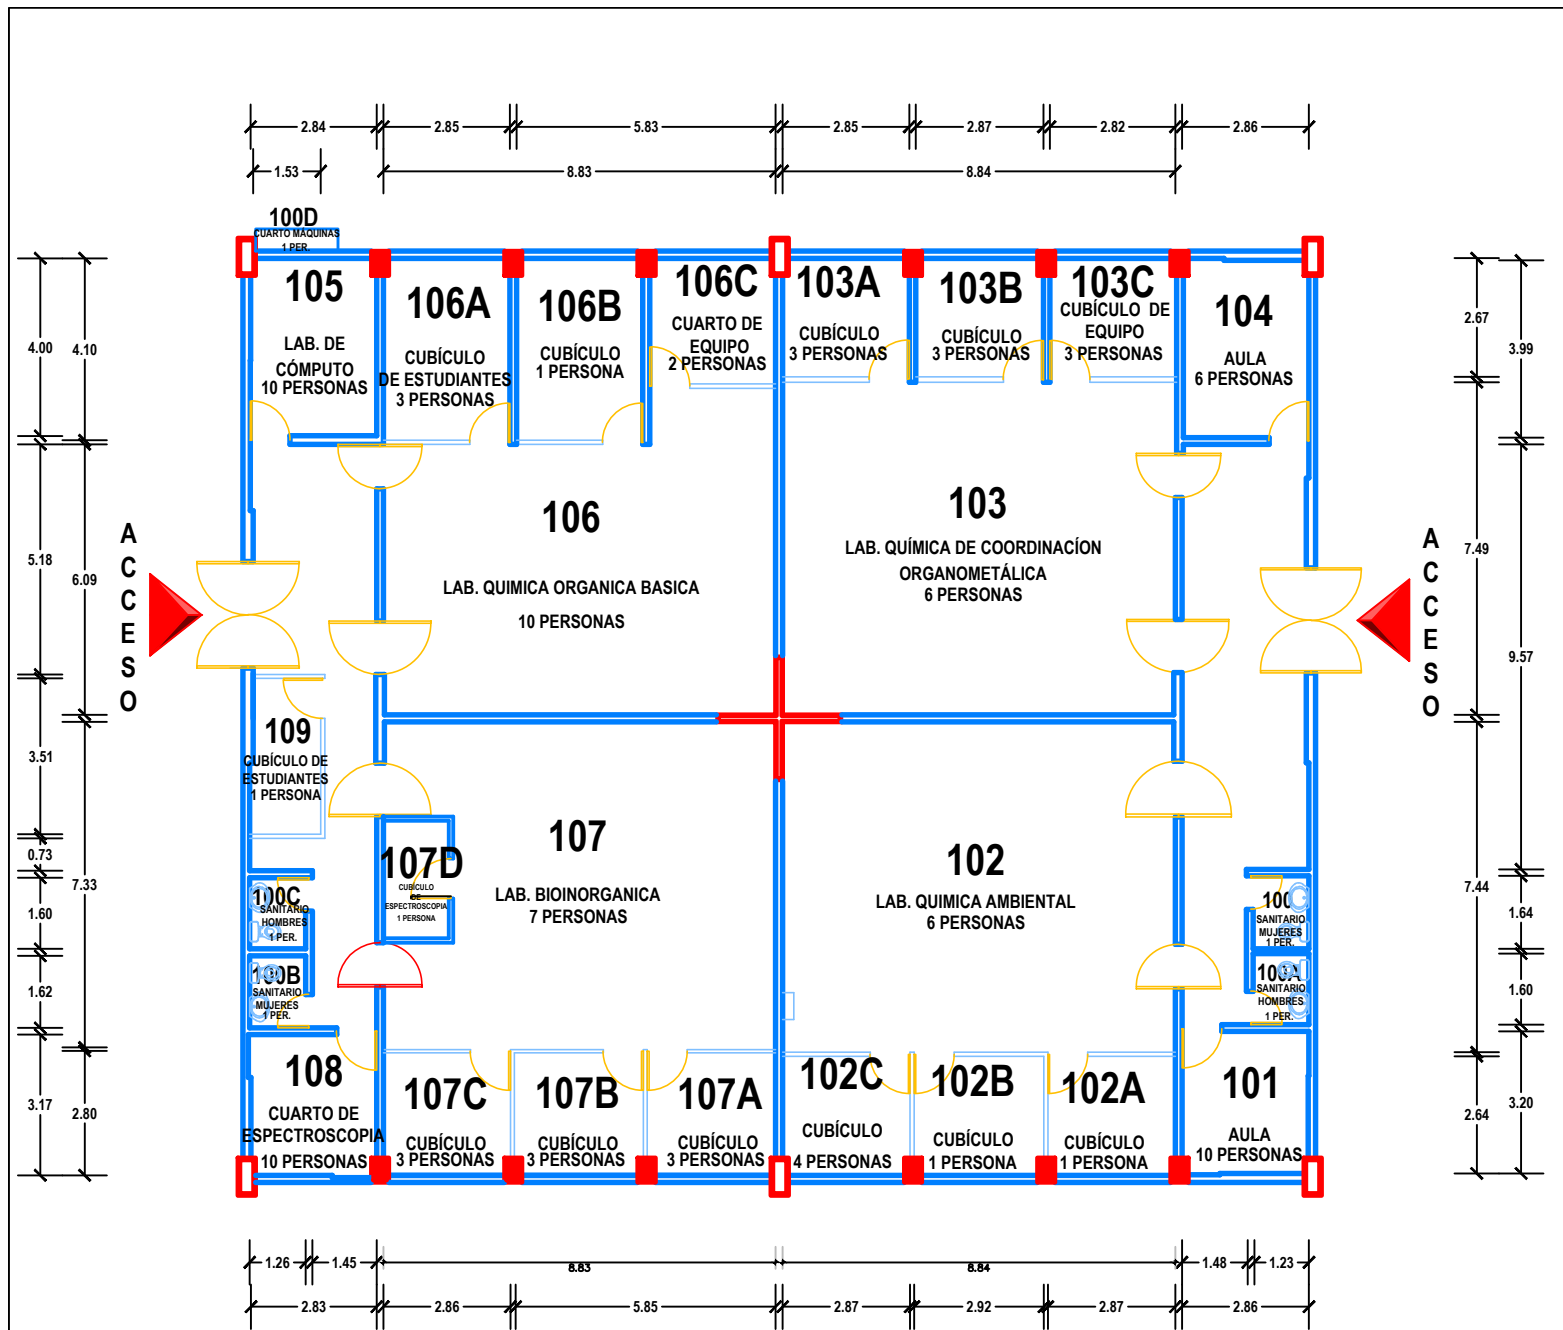 2.84
2.85
5.83
2.85
2.87
2.82
2.86
1.53
8.83
8.84
100D
CUARTO MÁQUINAS
1 PER.
105
LAB. DE
CÓMPUTO
10 PERSONAS
106A
CUBÍCULO
DE ESTUDIANTES
3 PERSONAS
106B
CUBÍCULO
1 PERSONA
106C
CUARTO DE
EQUIPO
2 PERSONAS
103A
CUBÍCULO
3 PERSONAS
103B
CUBÍCULO
3 PERSONAS
103C
CUBÍCULO DE
EQUIPO
3 PERSONAS
104
AULA
6 PERSONAS
4.00
4.10
5.18
6.09
3.51
0.73
7.33
1.60
1.62
3.17
2.80
2.67
3.99
7.49
9.57
7.44
1.64
1.60
2.64
3.20
ACCESO
106
LAB. QUIMICA ORGANICA BASICA
10 PERSONAS
103
LAB. QUÍMICA DE COORDINACÍON
ORGANOMETÁLICA
6 PERSONAS
ACCESO
109
CUBÍCULO DE
ESTUDIANTES
1 PERSONA
107D
CUBICULO
DE
ESPECTROSCOPIA
1 PERSONA
107
LAB. BIOINORGANICA
7 PERSONAS
102
LAB. QUIMICA AMBIENTAL
6 PERSONAS
100C
SANITARIO
HOMBRES
1 PER.
100B
SANITARIO
MUJERES
1 PER.
100
SANITARIO
MUJERES
1 PER.
100A
SANITARIO
HOMBRES
1 PER.
108
CUARTO DE
ESPECTROSCOPIA
10 PERSONAS
107C
CUBÍCULO
3 PERSONAS
107B
CUBÍCULO
3 PERSONAS
107A
CUBÍCULO
3 PERSONAS
102C
CUBÍCULO
4 PERSONAS
102B
CUBÍCULO
1 PERSONA
102A
CUBÍCULO
1 PERSONA
101
AULA
10 PERSONAS
1.26
1.45
8.83
8.84
1.48
1.23
2.83
2.86
5.85
2.87
2.92
2.87
2.86